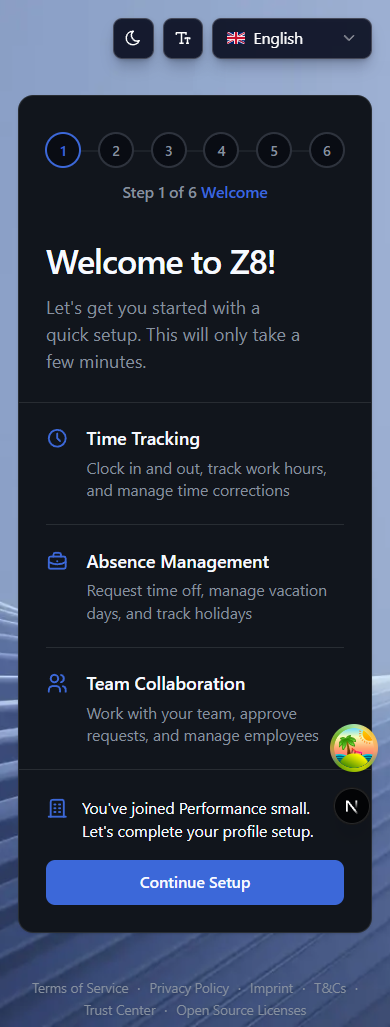 English
1 2 3 4 5 6
Step 1 of 6 Welcome
Welcome to Z8!
Let's get you started with a
quick setup. This will only take a
few minutes.
Time Tracking
Clock in and out, track work hours,
and manage time corrections
Absence Management
Request time off, manage vacation
days, and track holidays
Team Collaboration
Work with your team, approve
requests, and manage employees
You've joined Performance small.
Let's complete your profile setup.
N
Continue Setup
Terms of Service · Privacy Policy · Imprint · T&Cs ·
Trust Center · Open Source Licenses